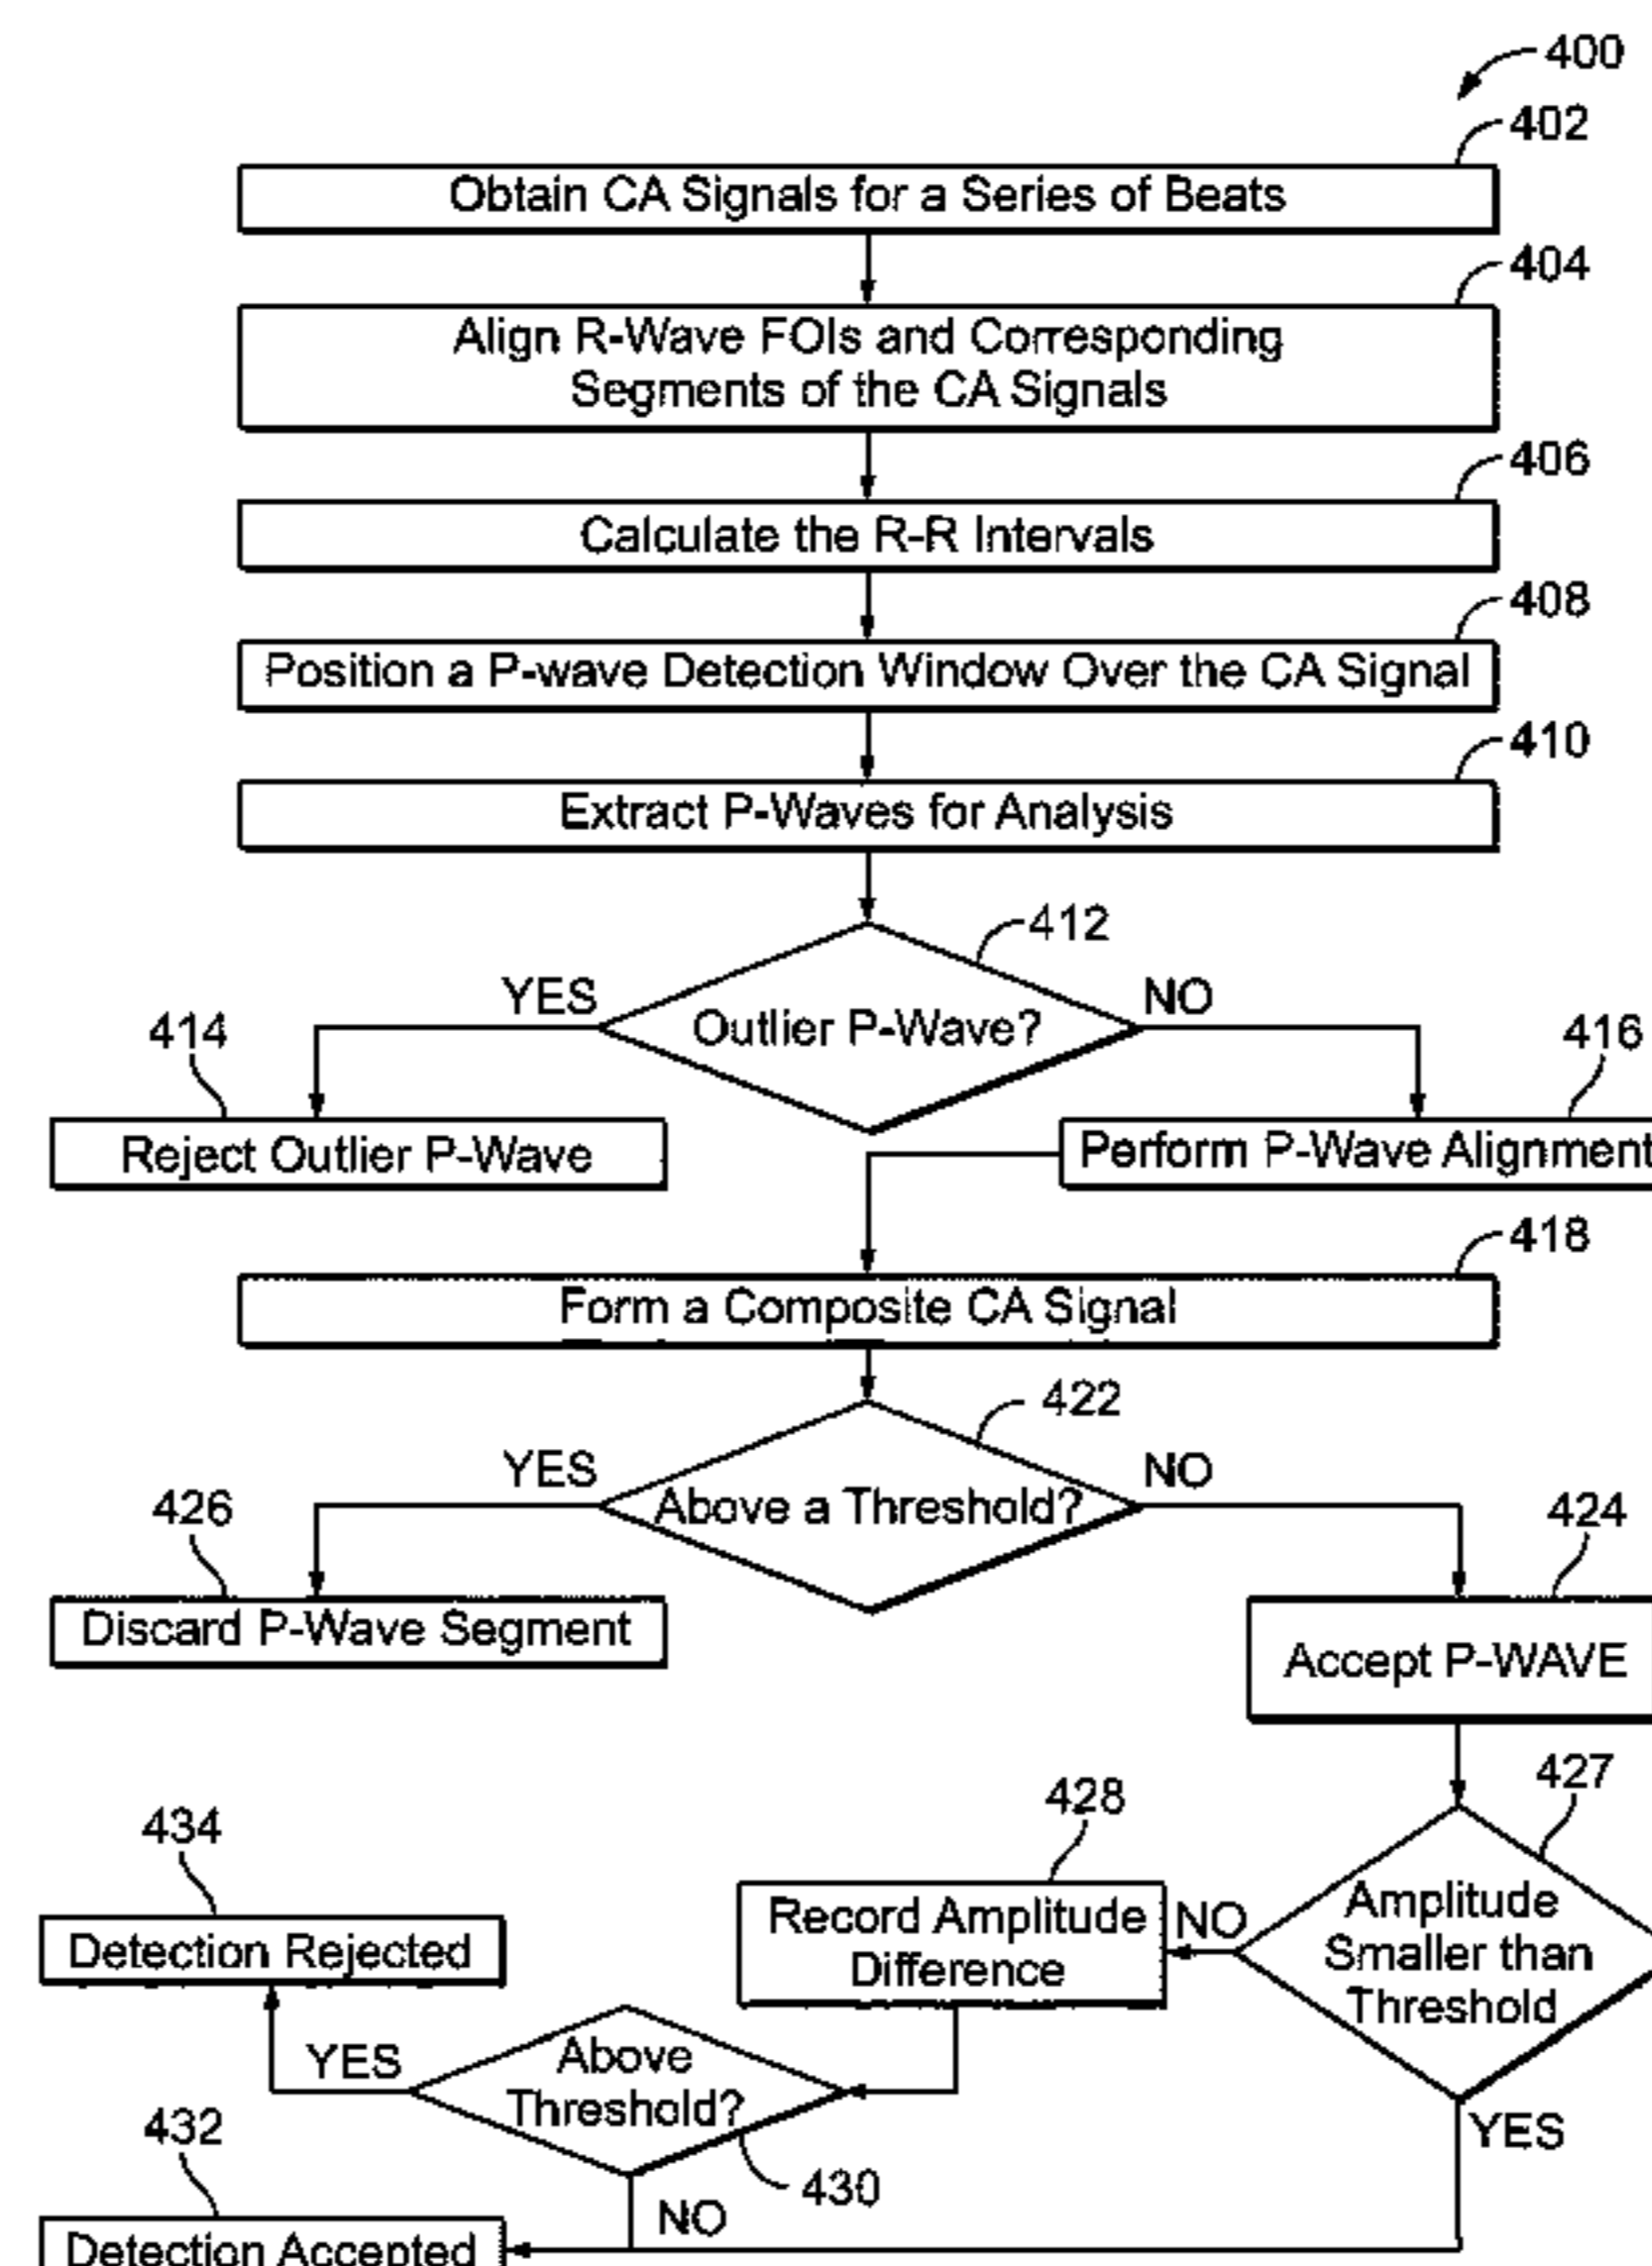 400
402
Obtain CA Signals for a Series of Beats
404
Align R-Wave FOIs and Corresponding
Segments of the CA Signals
406
Calculate the R-R Intervals
408
Position a P-wave Detection Window Over the CA Signal
410
Extract P-Waves for Analysis
412
YES
Outlier P-Wave?
NO
414
416
Reject Outlier P-Wave
Perform P-Wave Alignment
418
Form a Composite CA Signal
422
YES
Above a Threshold?
NO
426
424
Discard P-Wave Segment
Accept P-WAVE
427
428
434
Amplitude
Smaller than
Threshold
NO
Record Amplitude
Difference
Detection Rejected
YES
Above
Threshold?
YES
432
430
NO
Detection Accepted